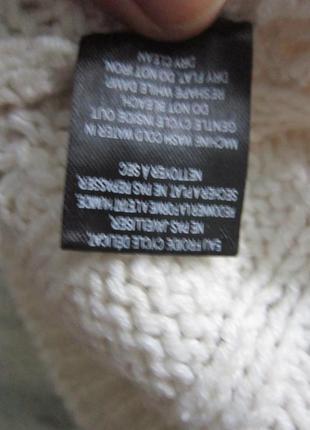 MACHINE WASH COLD WATER IN
GENTLE CYCLE INSIDE OUT.
DO NOT BLEACH.
RESHAPE WHILE DAMP
DRY FLAT DO NOT IRON.
DRY CLEAN
EAU FROIDE CYCLE DÉLICAT,
NE PAS JAVELLISER,
REDONNER LA FORME A L'ETAT HUMIDE
SECHER A PLAT, NE PAS REPASSER,
NETTOYER A SEC